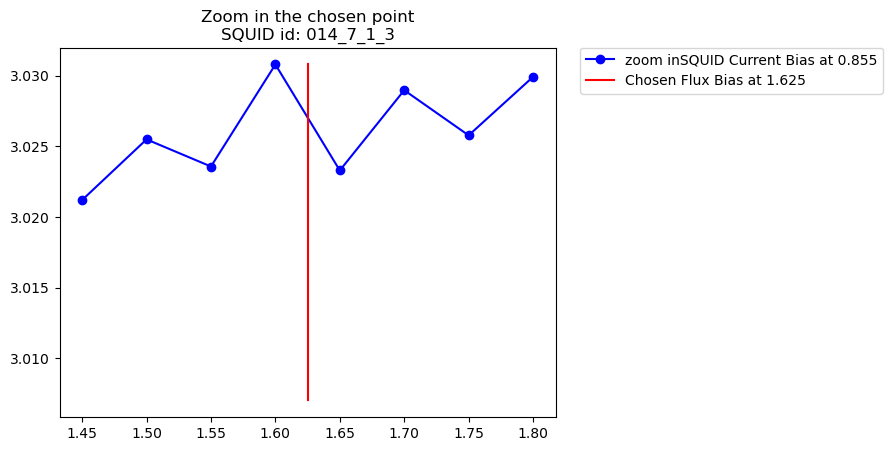 Zoom in the chosen point
SQUID id: 014_7_1_3
zoom inSQUID Current Bias at 0.855
Chosen Flux Bias at 1.625
3.030
3.025
3.020
3.015
3.010
1.45 1.50 1.55 1.60 1.65 1.70 1.75 1.80